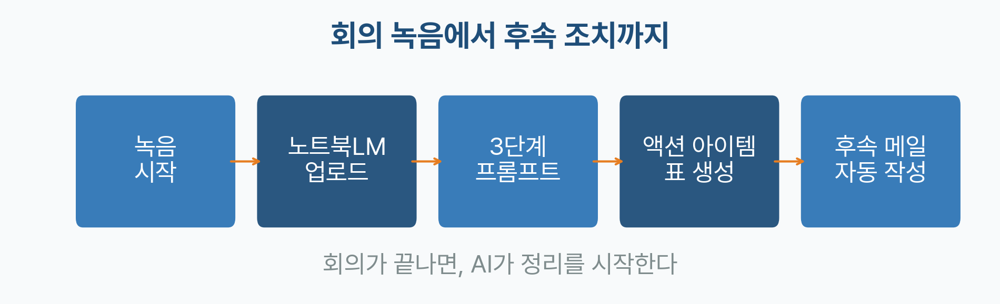 회의 녹음에서 후속 조치까지
녹음
시작
노트북LM
업로드
3단계
프롬프트
액션 아이템
표 생성
후속 메일
자동 작성
회의가 끝나면, AI가 정리를 시작한다